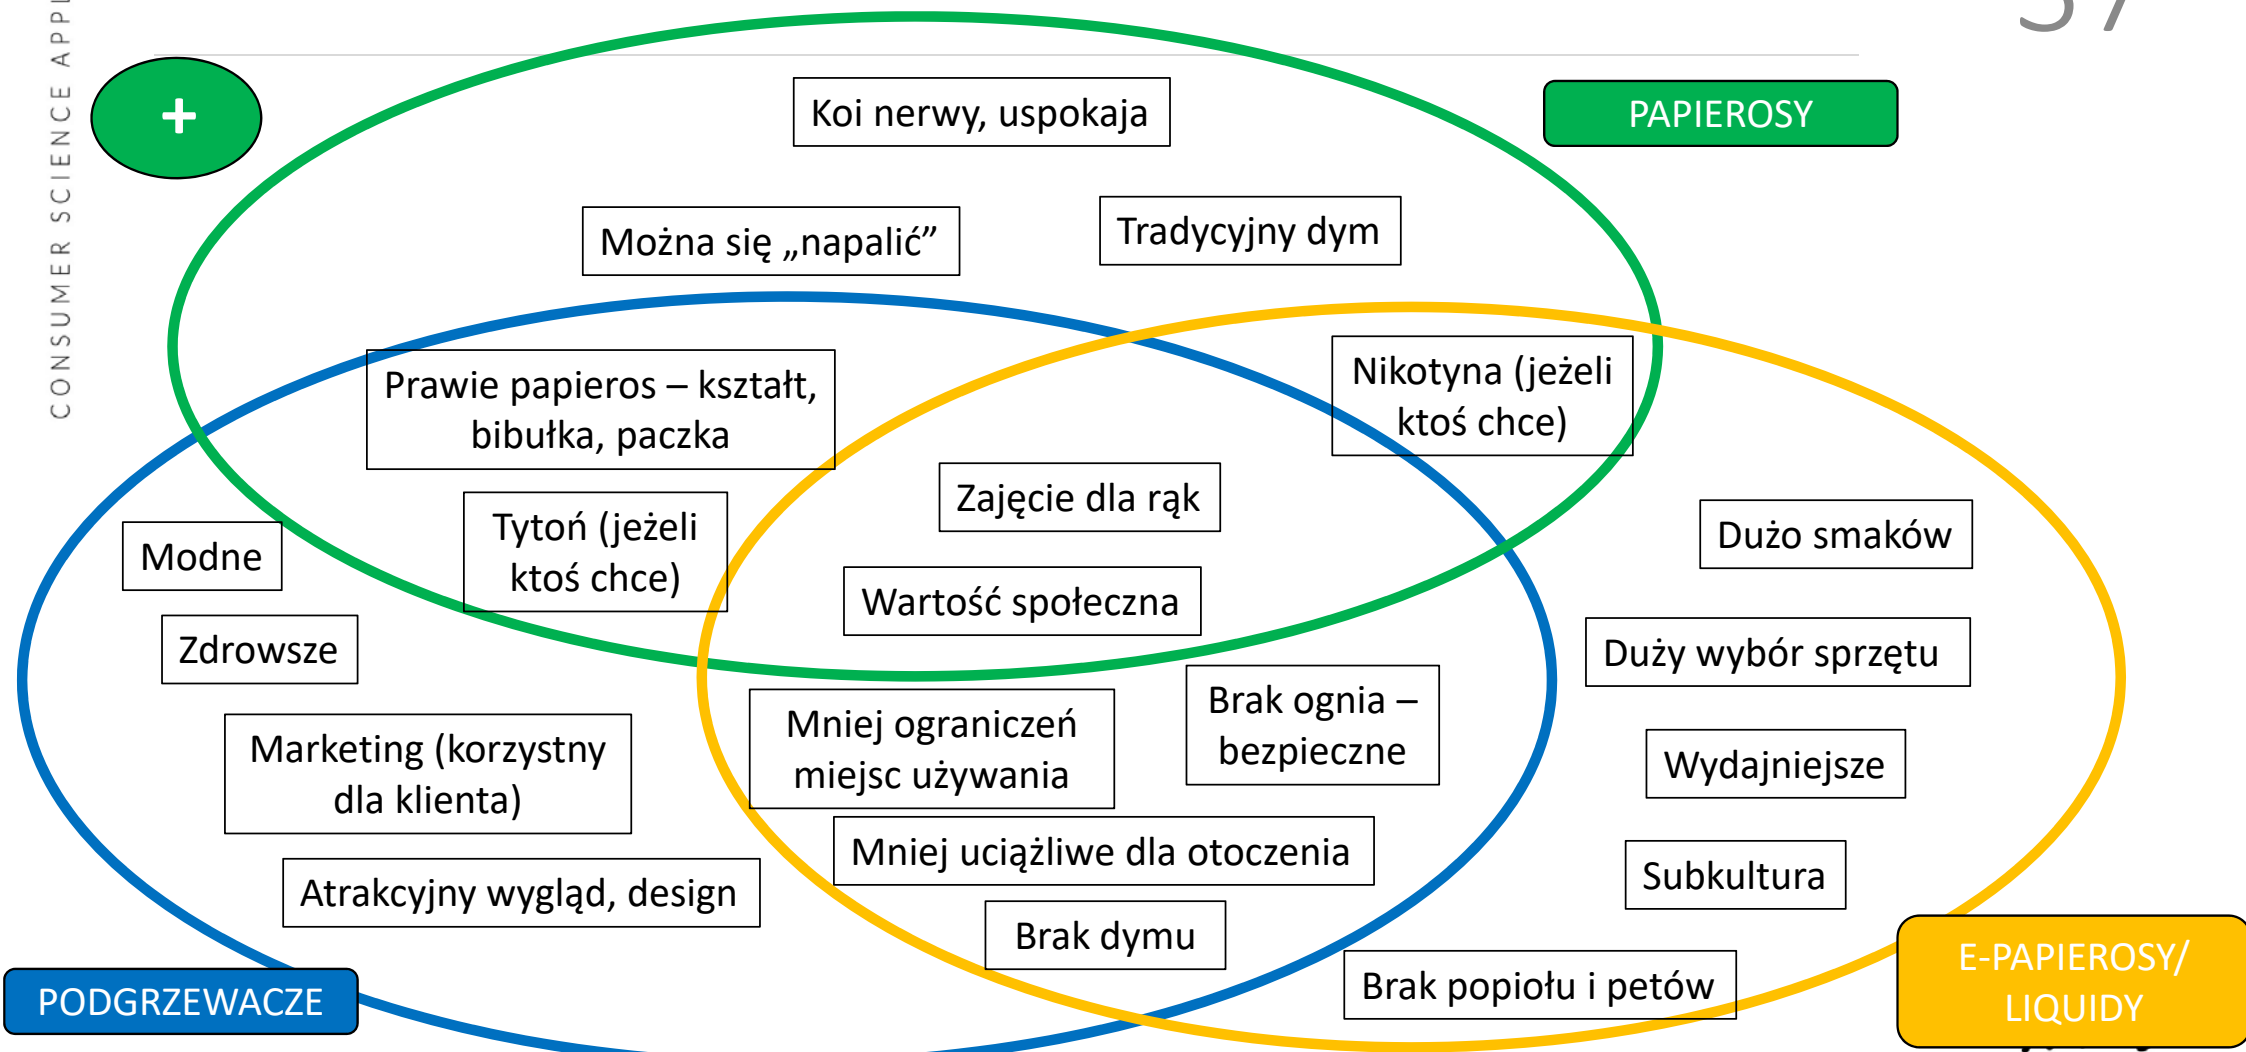 37
CONSUMER SCIENCE
+
Koi nerwy, uspokaja
PAPIEROSY
Można się „napalić”
Tradycyjny dym
Prawie papieros – kształt,
bibułka, paczka
Nikotyna (jeżeli
ktoś chce)
Zajęcie dla rąk
Tytoń (jeżeli
ktoś chce)
Modne
Dużo smaków
Wartość społeczna
Zdrowsze
Duży wybór sprzętu
Brak ognia –
bezpieczne
Mniej ograniczeń
miejsc używania
Marketing (korzystny
dla klienta)
Wydajniejsze
Mniej uciążliwe dla otoczenia
Subkultura
Atrakcyjny wygląd, design
Brak dymu
Brak popiołu i petów
PODGRZEWACZE
E-PAPIEROSY/
LIQUIDY